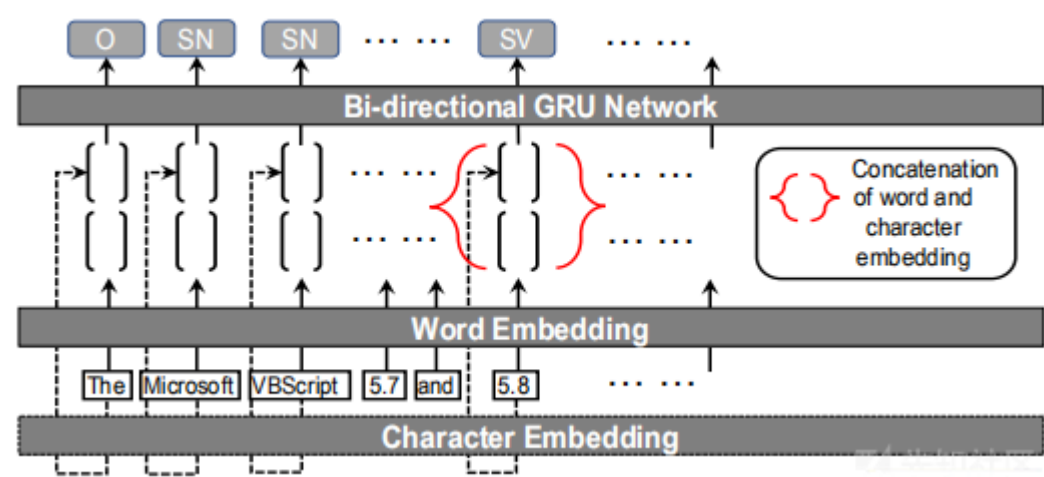 O SN SN ... ... SV ... ...
Bi-directional GRU Network
... ... ... ...
Concatenation
of word and
character
embedding
... ... ... ...
Word Embedding
The Microsoft VBScript 5.7 and 5.8 ... ...
Character Embedding